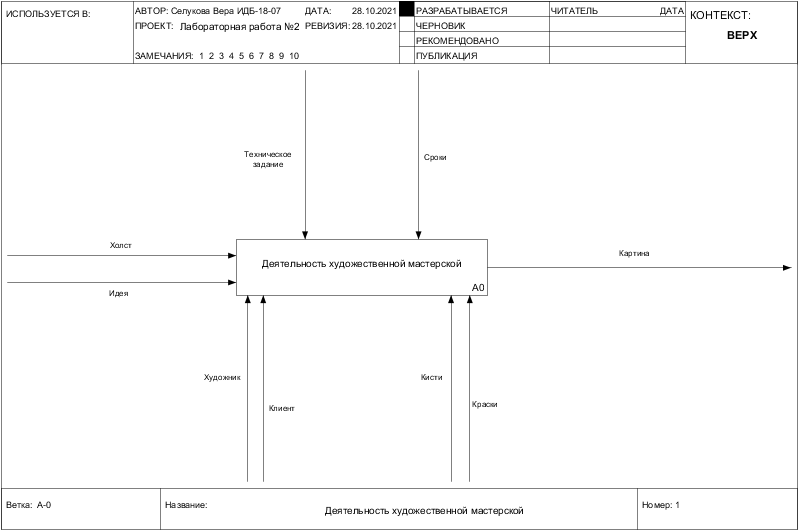 ИСПОЛЬЗУЕТСЯ В:
АВТОР: Селукова Вера ИДБ-18-07 ДАТА: 28.10.2021
ПРОЕКТ: Лабораторная работа №2 РЕВИЗИЯ: 28.10.2021
ЗАМЕЧАНИЯ: 1 2 3 4 5 6 7 8 9 10
РАЗРАБАТЫВАЕТСЯ
ЧЕРНОВИК
РЕКОМЕНДОВАНО
ПУБЛИКАЦИЯ
ЧИТАТЕЛЬ ДАТА
КОНТЕКСТ:
ВЕРХ
Техническое
задание
Сроки
Холст
Идея
Деятельность художественной мастерской
A0
Картина
Художник
Клиент
Кисти
Краски
Ветка: A-0
Название:
Деятельность художественной мастерской
Номер: 1